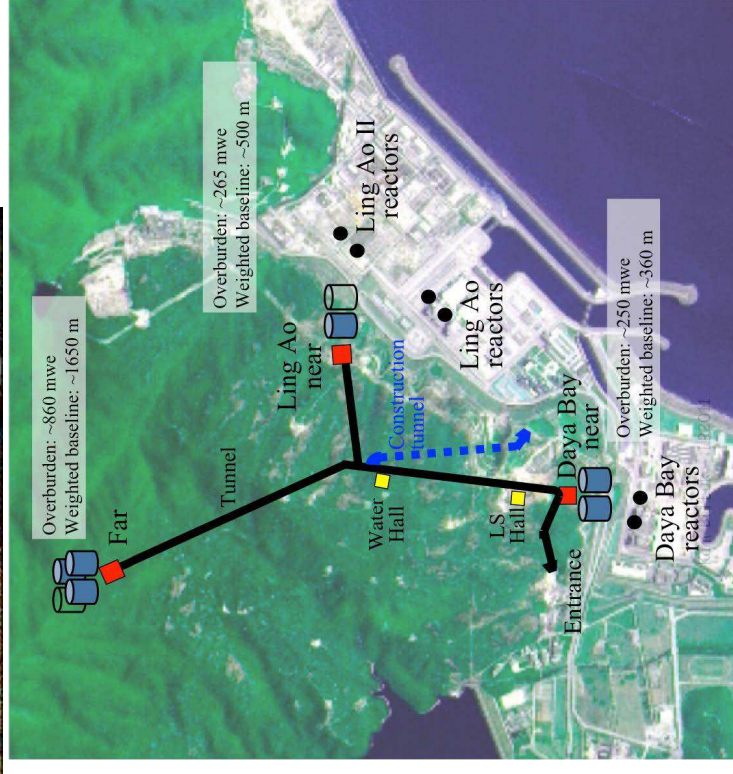 Overburden: ~860 mwe
Weighted baseline: ~1650 m
Far
Tunnel
Overburden: ~265 mwe
Weighted baseline: ~500 m
Ling Ao
near
Ling Ao II
reactors
Ling Ao
reactors
Construction
tunnel
Water
Hall
LS
Hall
Entrance
Daya Bay
near
Overburden: ~250 mwe
Weighted baseline: ~360 m
Daya Bay
reactors